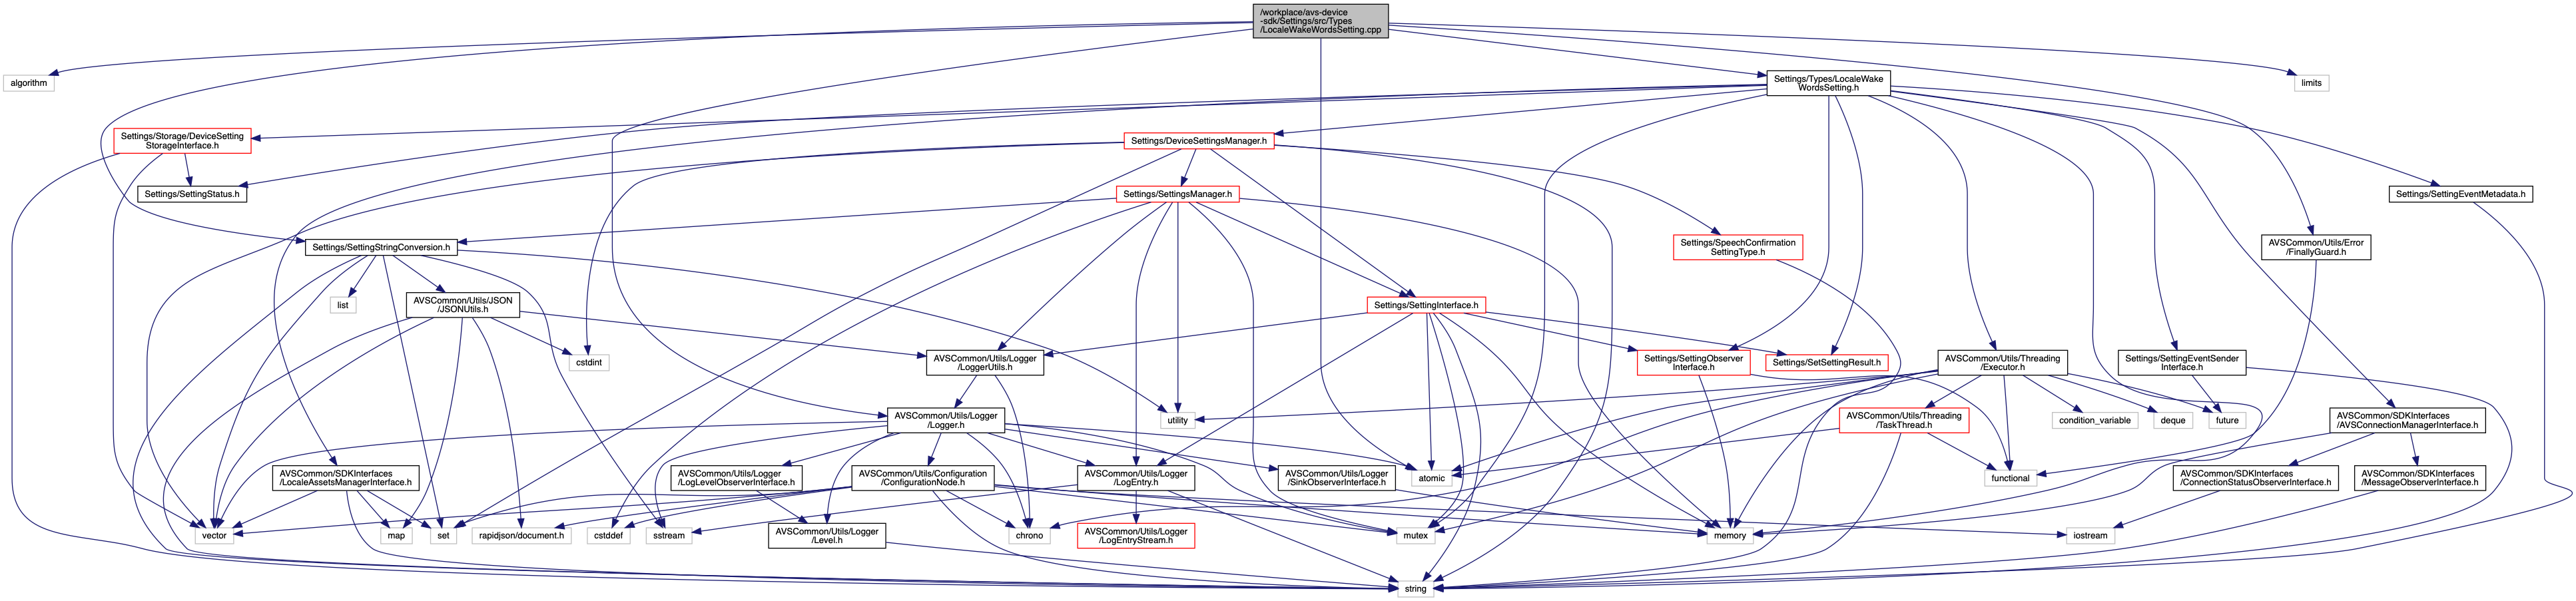 /workplace/avs-device
-sdk/Settings/src/Types
/LocaleWakeWordsSetting.cpp
algorithm
Settings/Types/LocaleWake
WordsSetting.h
limits
Settings/Storage/DeviceSetting
StorageInterface.h
Settings/DeviceSettingsManager.h
Settings/SettingStatus.h
Settings/SettingsManager.h
Settings/SettingEventMetadata.h
Settings/SettingStringConversion.h
Settings/SpeechConfirmation
SettingType.h
AVSCommon/Utils/Error
/FinallyGuard.h
list
AVSCommon/Utils/JSON
/JSONUtils.h
Settings/SettingInterface.h
cstdint
AVSCommon/Utils/Logger
/LoggerUtils.h
Settings/SettingObserver
Interface.h
Settings/SetSettingResult.h
AVSCommon/Utils/Threading
/Executor.h
Settings/SettingEventSender
Interface.h
AVSCommon/Utils/Logger
/Logger.h
utility
AVSCommon/Utils/Threading
/TaskThread.h
condition_variable
deque
future
AVSCommon/SDKInterfaces
/AVSConnectionManagerInterface.h
AVSCommon/SDKInterfaces
/LocaleAssetsManagerInterface.h
AVSCommon/Utils/Logger
/LogLevelObserverInterface.h
AVSCommon/Utils/Configuration
/ConfigurationNode.h
AVSCommon/Utils/Logger
/LogEntry.h
AVSCommon/Utils/Logger
/SinkObserverInterface.h
atomic
functional
AVSCommon/SDKInterfaces
/ConnectionStatusObserverInterface.h
AVSCommon/SDKInterfaces
/MessageObserverInterface.h
vector
map
set
rapidjson/document.h
cstddef
sstream
AVSCommon/Utils/Logger
/Level.h
chrono
AVSCommon/Utils/Logger
/LogEntryStream.h
mutex
memory
iostream
string